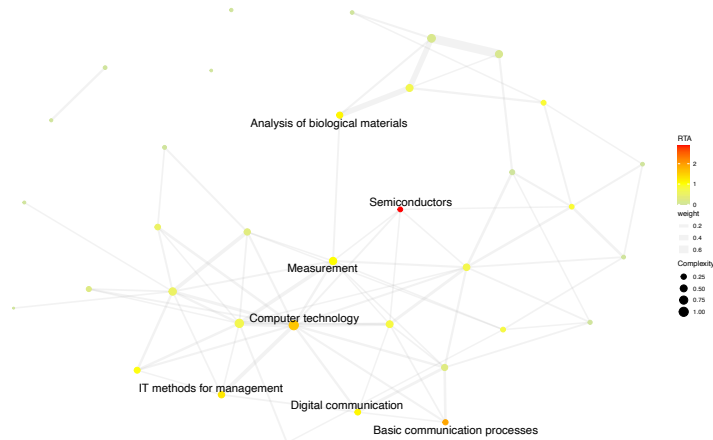 Analysis of biological materials
Semiconductors
Measurement
Computer technology
IT methods for management
Digital communication
Basic communication processes
RTA
2
1
0
weight
0.2
0.4
0.6
Complexity
0.25
0.50
0.75
1.00